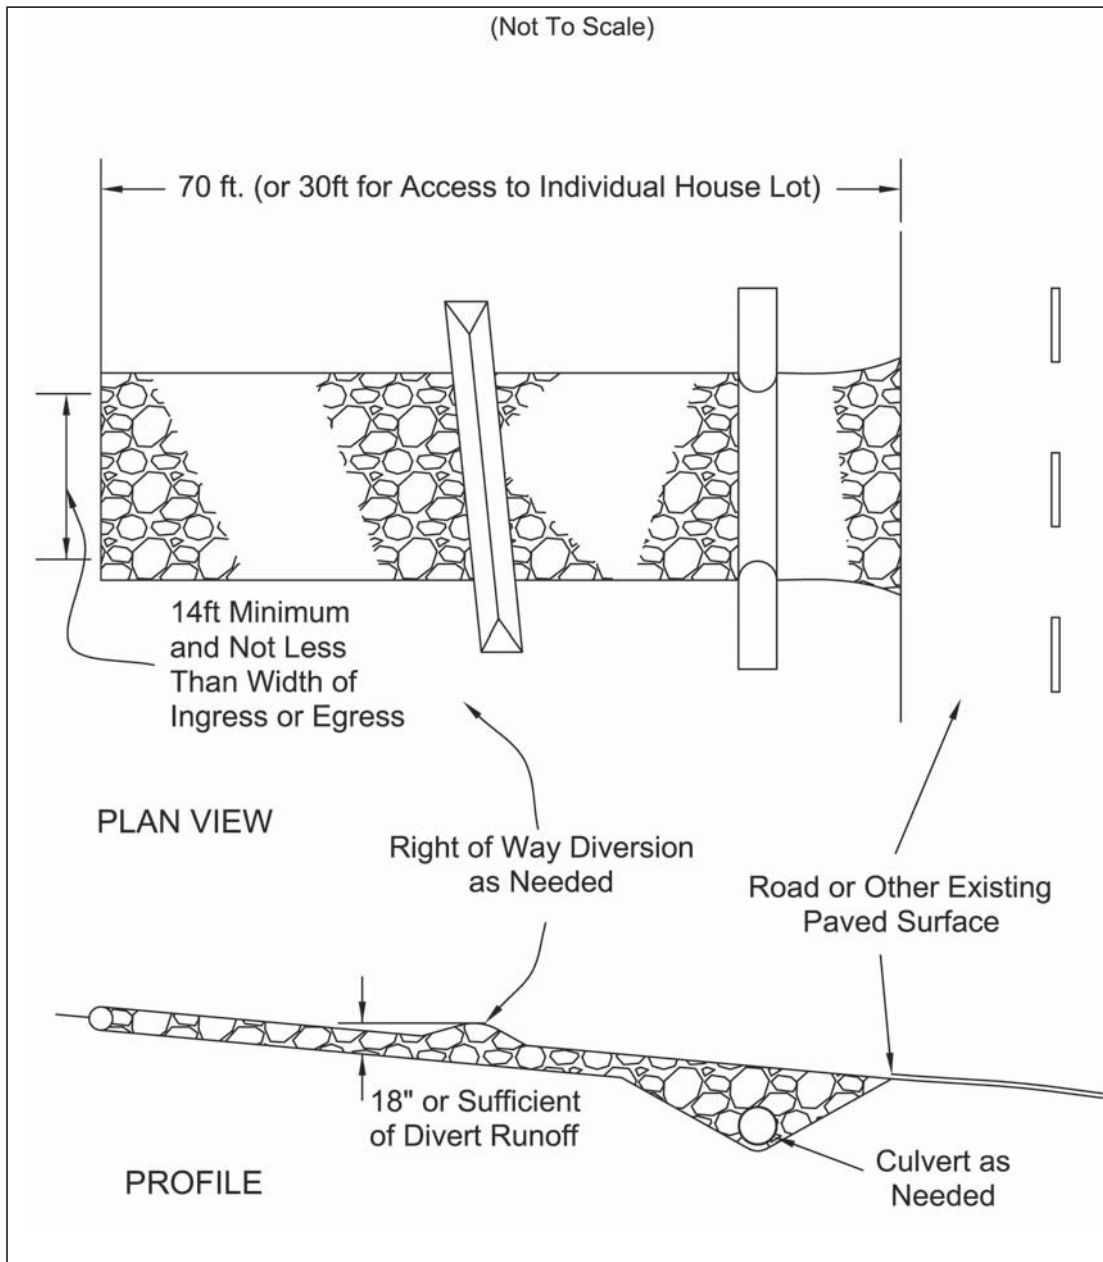 (Not To Scale)
70 ft. (or 30ft for Access to Individual House Lot)
14ft Minimum
and Not Less
Than Width of
Ingress or Egress
PLAN VIEW
Right of Way Diversion
as Needed
Road or Other Existing
Paved Surface
18" or Sufficient
of Divert Runoff
Culvert as
Needed
PROFILE